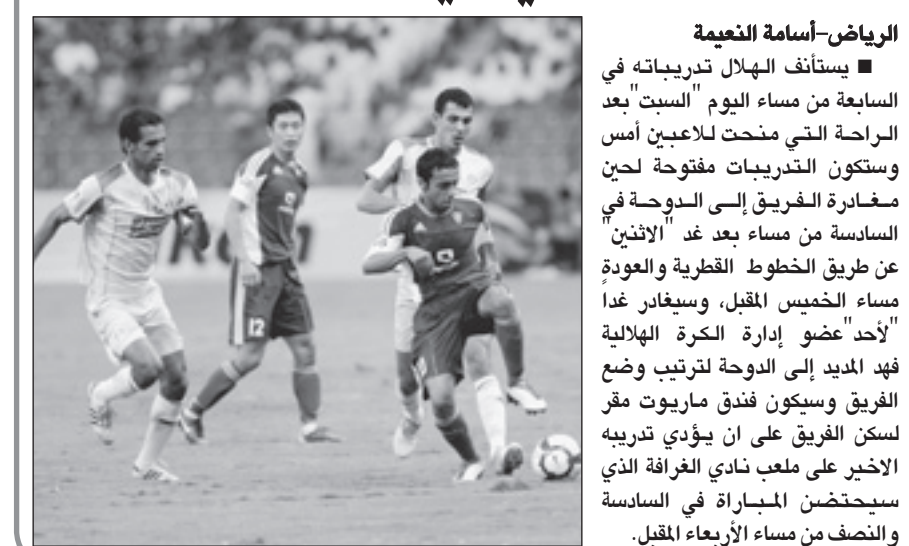 الرياض–أسامة النعيمة
■ يستأنف الهلال تدريباته في
السابعة من مساء اليوم "السبت"بعد
الراحة التي منحت للاعبين أمس
وستكون التدريبات مفتوحة لحين
مغادرة الفريق إلى الدوحة في
السادسة من مساء بعد غد "الاثنين"
عن طريق الخطوط القطرية والعودة
مساء الخميس المقبل، وسيغادر غداً
"لأحد"عضو إدارة الكرة الهلالية
فهد المديد إلى الدوحة لترتيب وضع
الفريق وسيكون فندق ماريوت مقر
لسكن الفريق على ان يؤدي تدريبه
الاخير على ملعب نادي الغرافة الذي
سيحتضن المباراة في السادسة
والنصف من مساء الأربعاء المقبل.
12